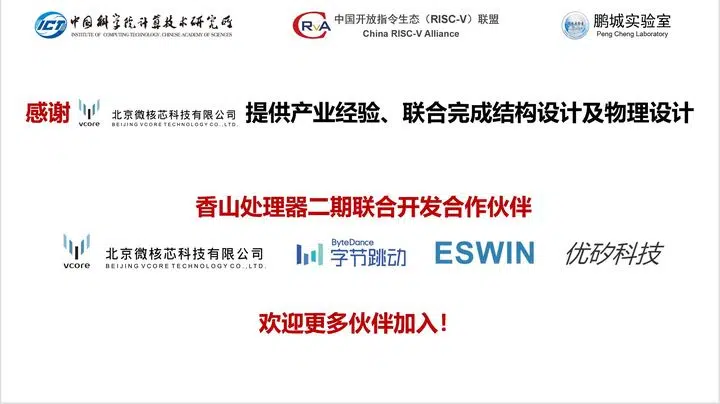 ICT 中国科学院计算技术研究所
INSTITUTE OF COMPUTING TECHNOLOGY, CHINESE ACADEMY OF SCIENCES
CRVA 中国开放指令生态（RISC-V）联盟
China RISC-V Alliance
鹏城实验室
Peng Cheng Laboratory
感谢 vcore 北京微核芯科技有限公司 提供产业经验、联合完成结构设计及物理设计
BEIJING VCORE TECHNOLOGY CO.,LTD.
香山处理器二期联合开发合作伙伴
vcore 北京微核芯科技有限公司
BEIJING VCORE TECHNOLOGY CO.,LTD.
ByteDance
字节跳动
ESWIN
优矽科技
欢迎更多伙伴加入！